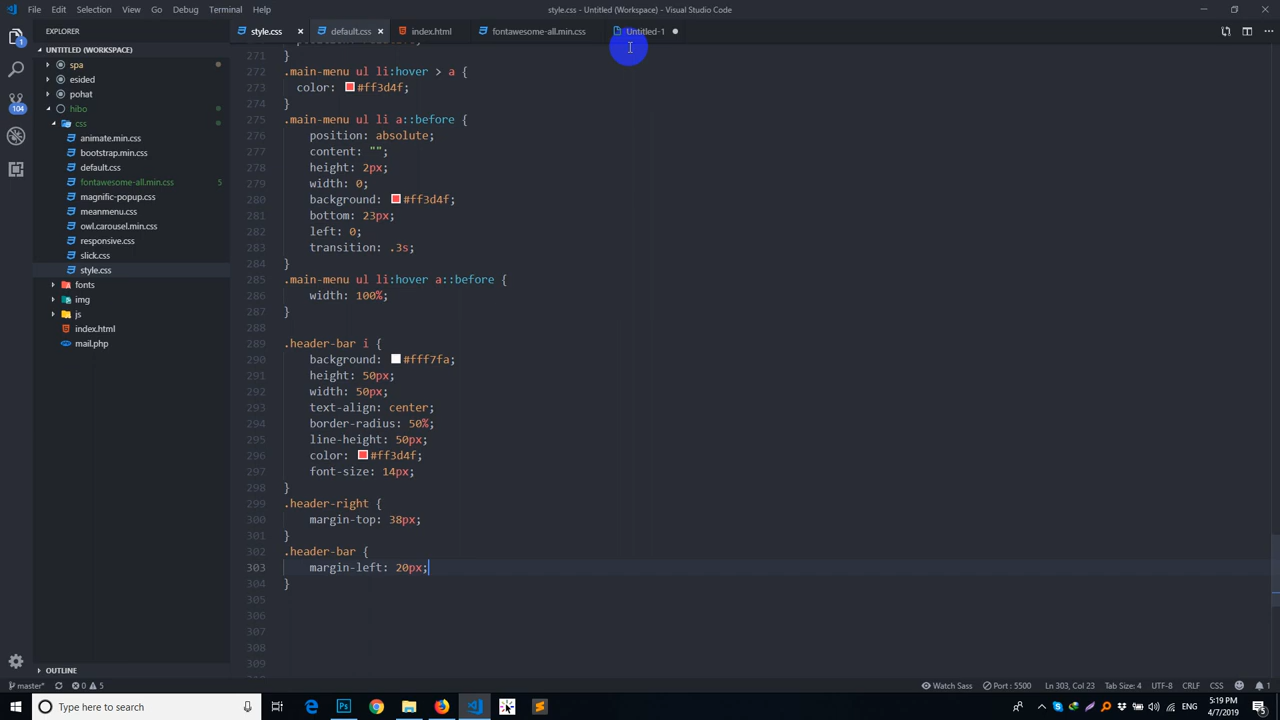 File Edit Selection View Go Debug Terminal Help
style.css - Untitled (Workspace) - Visual Studio Code
EXPLORER
style.css
default.css
index.html
fontawesome-all.min.css
Untitled-1
1
UNTITLED (WORKSPACE)
spa
esided
pohat
104
hibo
css
animate.min.css
bootstrap.min.css
default.css
fontawesome-all.min.css 5
magnific-popup.css
meanmenu.css
owl.carousel.min.css
responsive.css
slick.css
style.css
fonts
img
js
index.html
mail.php
OUTLINE
271 }
272 .main-menu ul li:hover > a {
273 color: #ff3d4f;
274 }
275 .main-menu ul li a::before {
276 position: absolute;
277 content: "";
278 height: 2px;
279 width: 0;
280 background: #ff3d4f;
281 bottom: 23px;
282 left: 0;
283 transition: .3s;
284 }
285 .main-menu ul li:hover a::before {
286 width: 100%;
287 }
288
289 .header-bar i {
290 background: #fff7fa;
291 height: 50px;
292 width: 50px;
293 text-align: center;
294 border-radius: 50%;
295 line-height: 50px;
296 color: #ff3d4f;
297 font-size: 14px;
298 }
299 .header-right {
300 margin-top: 38px;
301 }
302 .header-bar {
303 margin-left: 20px;
304 }
305
306
307
308
309
master* 0 5
Watch Sass Port : 5500 Ln 303, Col 23 Tab Size: 4 UTF-8 CRLF CSS 1
Type here to search
5:19 PM
4/7/2019